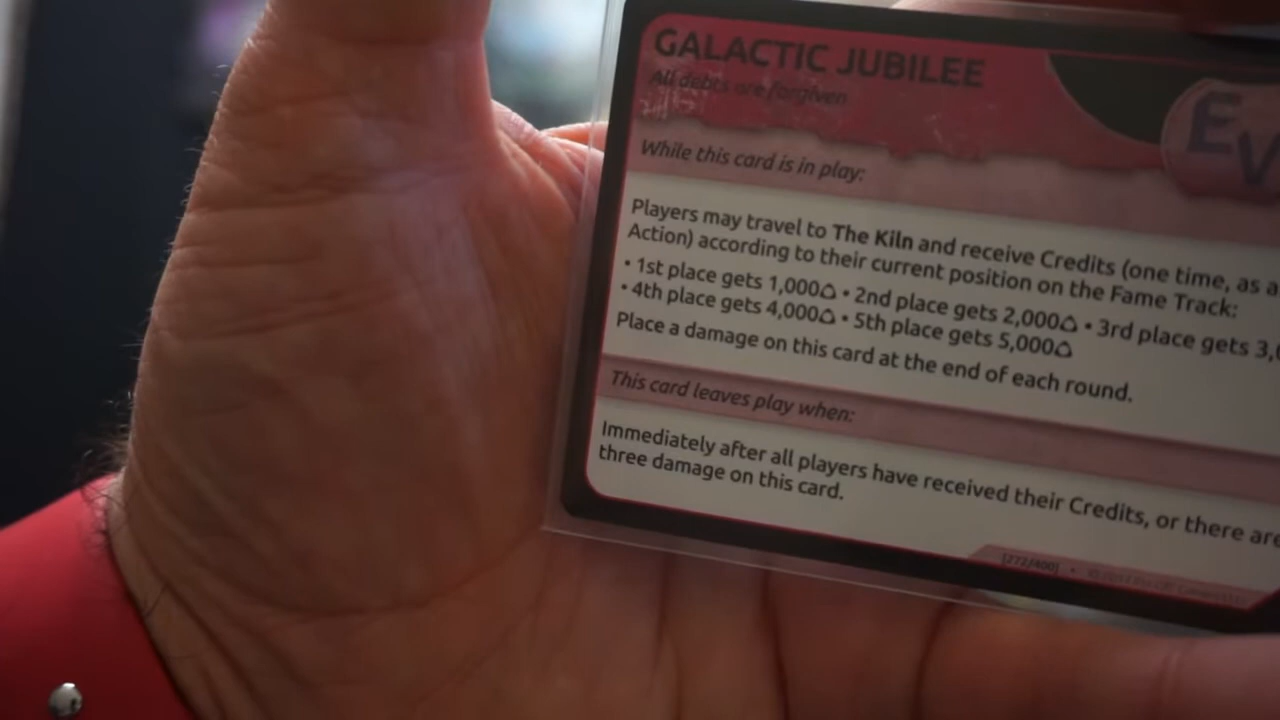 GALACTIC JUBILEE
All debts are forgiven
EV
While this card is in play:
Players may travel to The Kiln and receive Credits (one time, as a
Action) according to their current position on the Fame Track:
• 1st place gets 1,000 • 2nd place gets 2,000 • 3rd place gets 3,
• 4th place gets 4,000 • 5th place gets 5,000
Place a damage on this card at the end of each round.
This card leaves play when:
Immediately after all players have received their Credits, or there are
three damage on this card.
[272/400] •